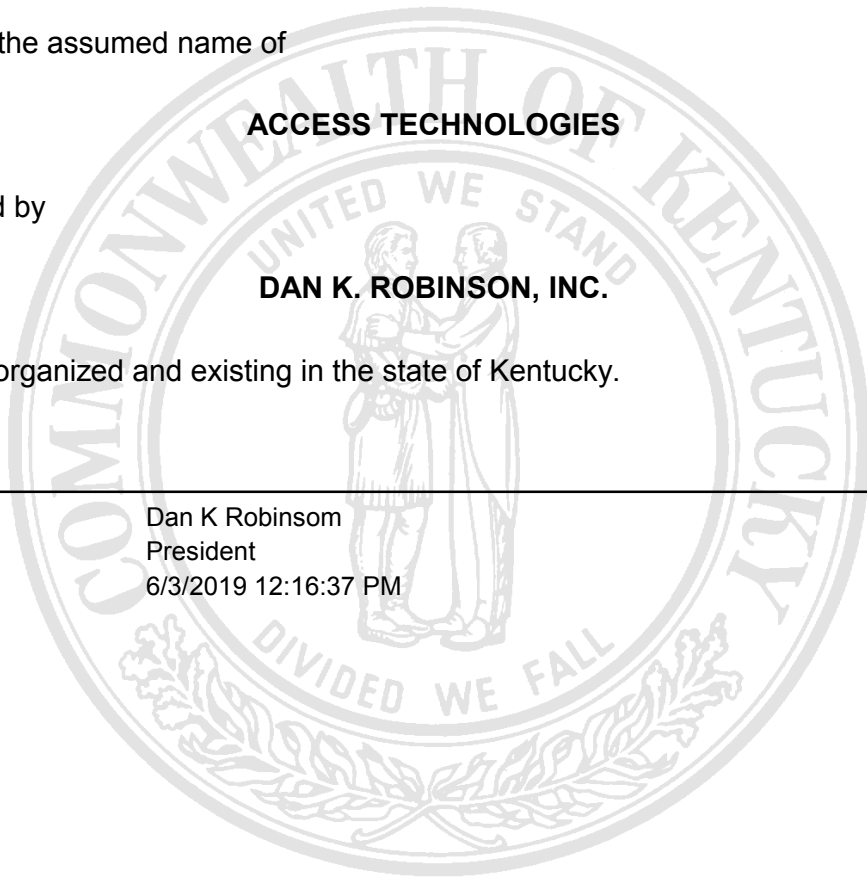 the assumed name of
ACCESS TECHNOLOGIES
d by
DAN K. ROBINSON, INC.
organized and existing in the state of Kentucky.
Dan K Robinsom
President
6/3/2019 12:16:37 PM
COMMONWEALTH OF KENTUCKY
UNITED WE STAND
DIVIDED WE FALL